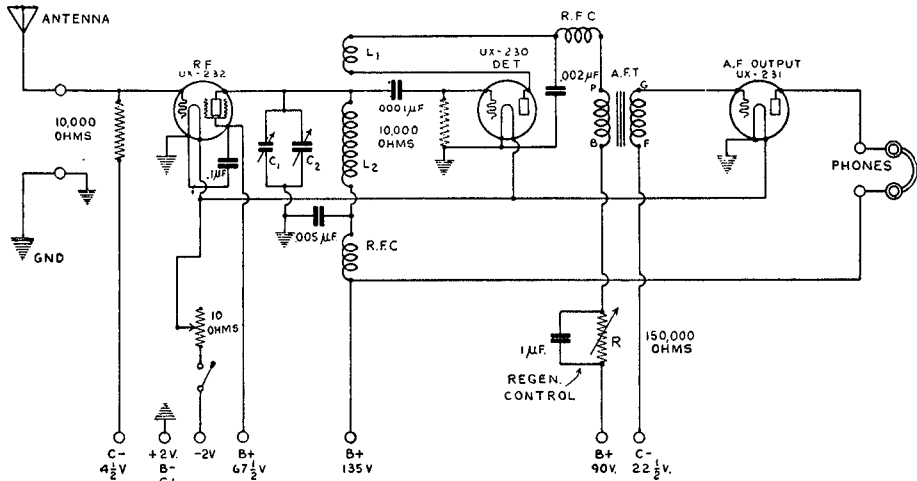 ANTENNA
R.F.C
L1
UX-230
DET
R F
UX-232
.002µF
P
A.F.T
G
A.F OUTPUT
UX-231
.0001µF
10,000
OHMS
10,000
OHMS
.1µF
C1
C2
L2
B
F
PHONES
.005µF.
GND
R.F.C
10
OHMS
1µF.
R
150,000
OHMS
REGEN.
CONTROL
C-
4½V
+2V.
B-
-2V
B+
67½V
B+
135V
B+
90V.
C-
22½V.